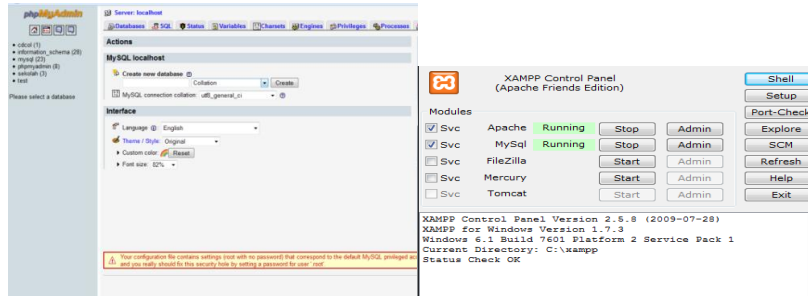 phpMyAdmin
cdcol (1)
information_schema (28)
mysql (23)
phpmyadmin (8)
sekolah (3)
test
Please select a database
Server: localhost
Databases SQL Status Variables Charsets Engines Privileges Processes
Actions
MySQL localhost
Create new database
Collation Create
MySQL connection collation: utf8_general_ci
Interface
Language English
Theme / Style: Original
Custom color: Reset
Font size: 82%
Your configuration file contains settings (root with no password) that correspond to the default MySQL privileged
and you really should fix this security hole by setting a password for user 'root'.
XAMPP Control Panel
(Apache Friends Edition)
Shell
Setup
Modules Port-Check
Svc Apache Running Stop Admin Explore
Svc MySql Running Stop Admin SCM
Svc FileZilla Start Admin Refresh
Svc Mercury Start Admin Help
Svc Tomcat Start Admin Exit
XAMPP Control Panel Version 2.5.8 (2009-07-28)
XAMPP for Windows Version 1.7.3
Windows 6.1 Build 7601 Platform 2 Service Pack 1
Current Directory: C:\xampp
Status Check OK